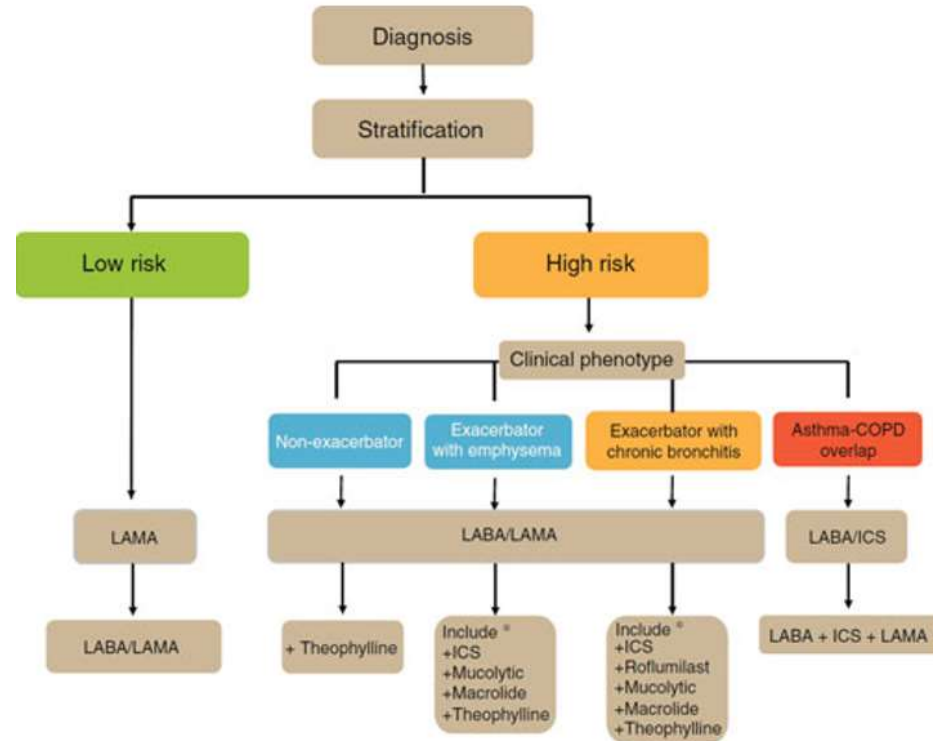 Diagnosis
Stratification
Low risk
High risk
Clinical phenotype
Non-exacerbator
Exacerbator
with emphysema
Exacerbator with
chronic bronchitis
Asthma-COPD
overlap
LAMA
LABA/LAMA
LABA/ICS
LABA/LAMA
+ Theophylline
Include
+ICS
+Mucolytic
+Macrolide
+Theophylline
Include
+ICS
+Roflumilast
+Mucolytic
+Macrolide
+Theophylline
LABA + ICS + LAMA